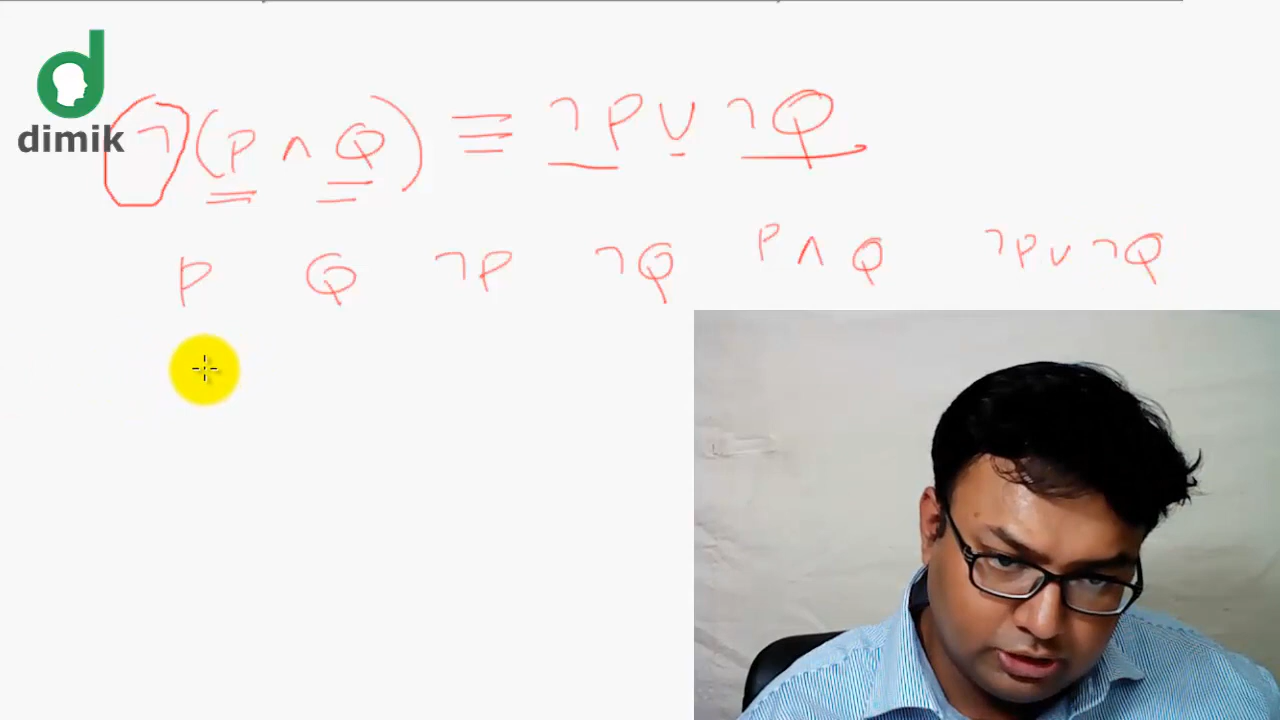 dimik
¬(P ∧ Q) ≡ ¬P ∨ ¬Q
P Q ¬P ¬Q P ∧ Q ¬P ∨ ¬Q